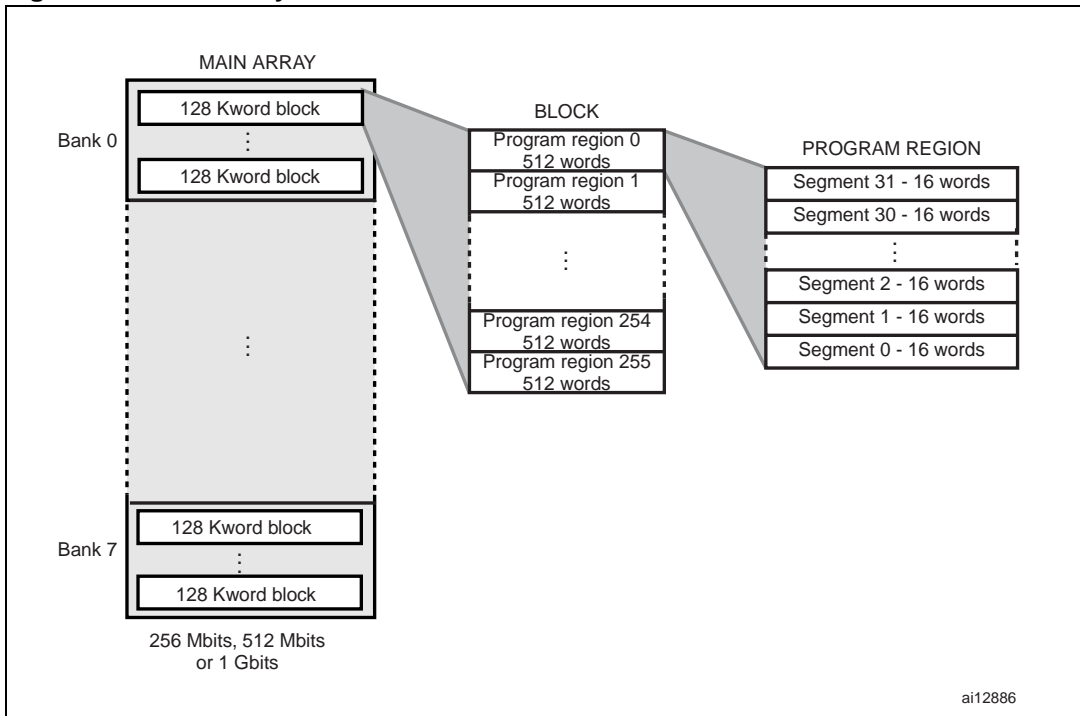 MAIN ARRAY
Bank 0
128 Kword block
128 Kword block
Bank 7
128 Kword block
128 Kword block
256 Mbits, 512 Mbits
or 1 Gbits
BLOCK
Program region 0
512 words
Program region 1
512 words
Program region 254
512 words
Program region 255
512 words
PROGRAM REGION
Segment 31 - 16 words
Segment 30 - 16 words
Segment 2 - 16 words
Segment 1 - 16 words
Segment 0 - 16 words
ai12886